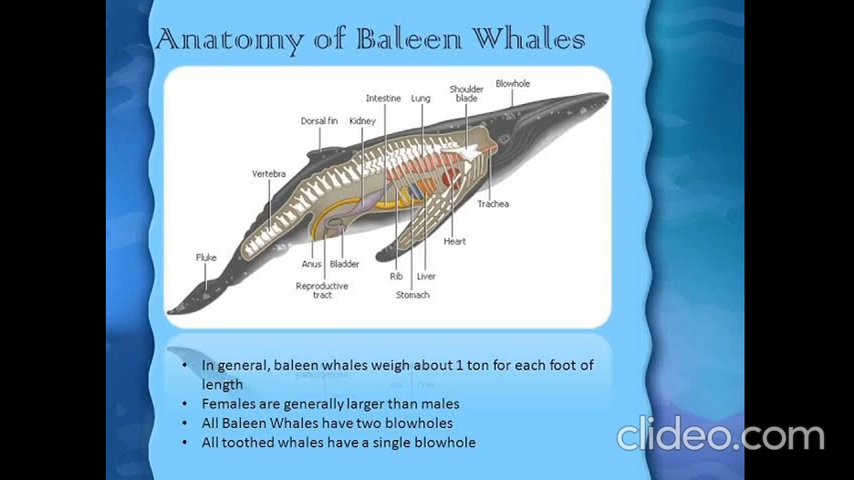 Anatomy of Baleen Whales
Blowhole
Shoulder
blade
Intestine
Lung
Dorsal fin
Kidney
Vertebra
Trachea
Heart
Fluke
Anus
Bladder
Rib
Liver
Reproductive
tract
Stomach
• In general, baleen whales weigh about 1 ton for each foot of
length
• Females are generally larger than males
• All Baleen Whales have two blowholes
• All toothed whales have a single blowhole
clideo.com